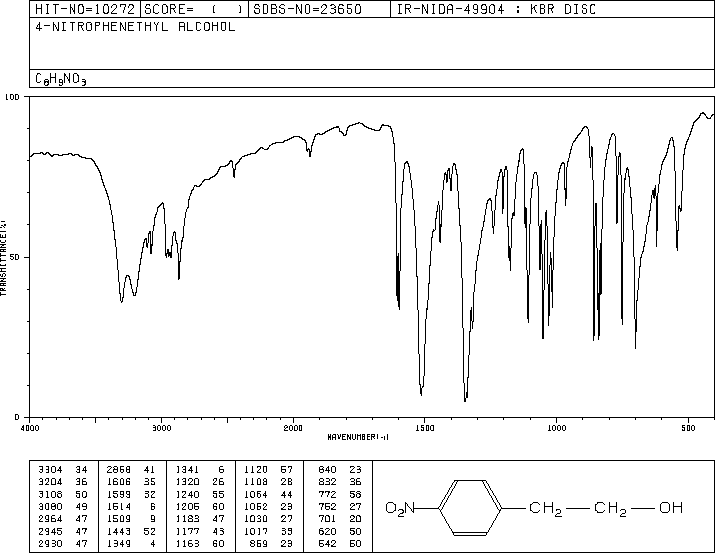 HIT-NO=10272 SCORE= ( ) SDBS-NO=23650 IR-NIDA-49904 : KBR DISC
4-NITROPHENETHYL ALCOHOL
C8H9NO3
100
50
0
TRANSMITTANCE(%)
4000 3000 2000 1500 1000 500
WAVENUMBER(-1)
3304 34 2868 41 1341 6 1120 57 840 23
3204 36 1606 35 1320 26 1108 28 832 36
3108 50 1599 32 1240 55 1064 44 772 58
3080 49 1514 6 1205 60 1052 23 752 27
2964 47 1509 9 1183 47 1030 27 701 20
2945 47 1443 52 1177 43 1017 33 620 50
2930 47 1349 4 1163 60 859 23 542 50
O2N CH2 CH2 OH